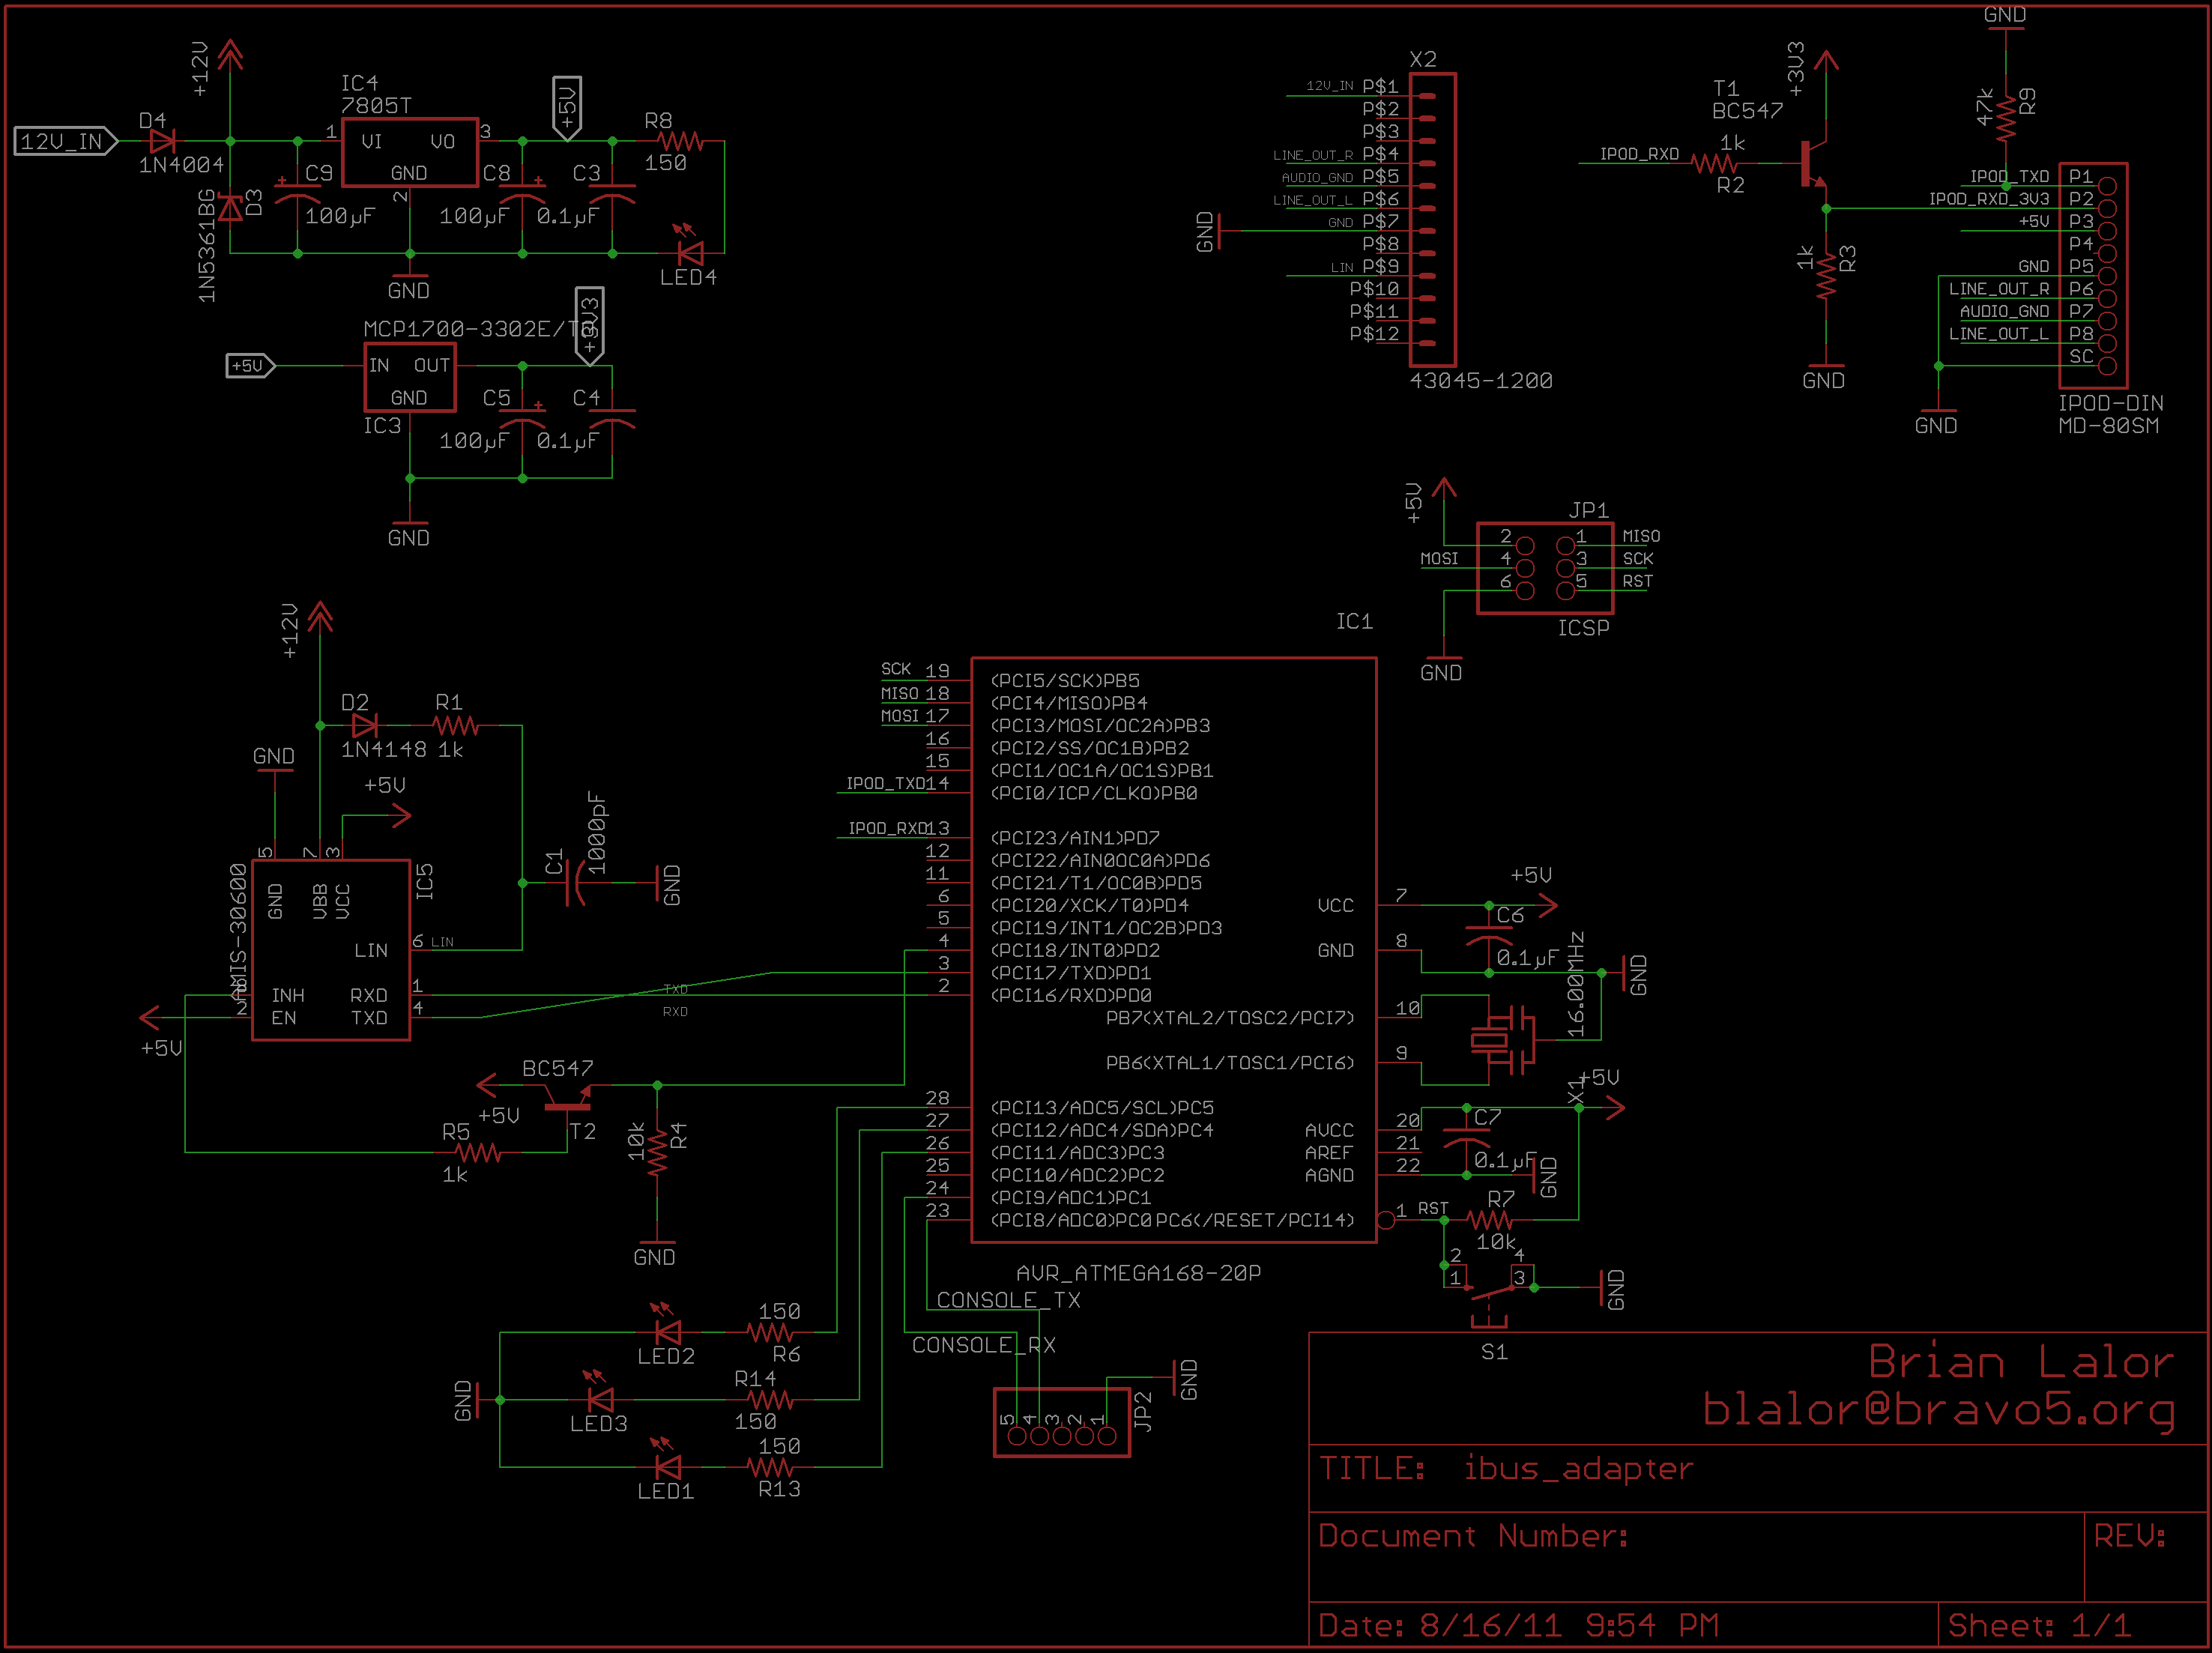 +12V
IC4
7805T
12V_IN
D4
1N4004
1
VI
VO
3
GND
2
+5V
R8
150
D3
1N5361BG
C9
100µF
C8
100µF
C3
0.1µF
LED4
GND
MCP1700-3302E/TO
+3V3
+5V
IN
OUT
GND
IC3
C5
100µF
C4
0.1µF
GND
X2
12V_IN P$1
P$2
P$3
LINE_OUT_R P$4
AUDIO_GND P$5
LINE_OUT_L P$6
GND
GND P$7
P$8
LIN P$9
P$10
P$11
P$12
43045-1200
+3V3
T1
BC547
IPOD_RXD
1k
R2
1k
R3
GND
GND
47k
R9
IPOD_TXD P1
IPOD_RXD_3V3 P2
+5V P3
P4
GND P5
LINE_OUT_R P6
AUDIO_GND P7
LINE_OUT_L P8
SC
GND
IPOD-DIN
MD-80SM
+5V
JP1
2 1 MISO
MOSI 4 3 SCK
6 5 RST
ICSP
GND
+12V
D2
1N4148
R1
1k
GND
+5V
5
7
3
GND
VBB
VCC
IC5
AMIS-30600
C1
1000pF
GND
LIN
6 LIN
8
INH
RXD
1
2
EN
TXD
4
+5V
TXD
RXD
BC547
+5V
T2
R5
1k
10k
R4
GND
IC1
SCK 19 (PCI5/SCK)PB5
MISO 18 (PCI4/MISO)PB4
MOSI 17 (PCI3/MOSI/OC2A)PB3
16 (PCI2/SS/OC1B)PB2
15 (PCI1/OC1A/OC1S)PB1
IPOD_TXD 14 (PCI0/ICP/CLKO)PB0
IPOD_RXD 13 (PCI23/AIN1)PD7
12 (PCI22/AIN0OC0A)PD6
11 (PCI21/T1/OC0B)PD5
6 (PCI20/XCK/T0)PD4
5 (PCI19/INT1/OC2B)PD3
4 (PCI18/INT0)PD2
3 (PCI17/TXD)PD1
2 (PCI16/RXD)PD0
28 (PCI13/ADC5/SCL)PC5
27 (PCI12/ADC4/SDA)PC4
26 (PCI11/ADC3)PC3
25 (PCI10/ADC2)PC2
24 (PCI9/ADC1)PC1
23 (PCI8/ADC0)PC0
VCC 7
GND 8
PB7(XTAL2/TOSC2/PCI7) 10
PB6(XTAL1/TOSC1/PCI6) 9
AVCC 20
AREF 21
AGND 22
PC6(/RESET/PCI14) 1 RST
AVR_ATMEGA168-20P
+5V
C6
0.1µF
GND
16.00MHz
X1
+5V
C7
0.1µF
GND
R7
10k
2
1
4
3
GND
S1
150
LED2
R6
GND
R14
LED3
150
150
LED1
R13
CONSOLE_TX
CONSOLE_RX
GND
5
4
3
2
1
JP2
Brian Lalor
blalor@bravo5.org
TITLE: ibus_adapter
Document Number:
REV:
Date: 8/16/11 9:54 PM
Sheet: 1/1